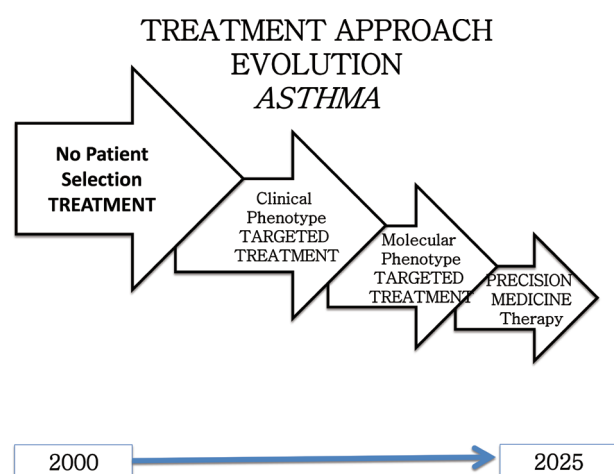 TREATMENT APPROACH
EVOLUTION
ASTHMA
No Patient
Selection
TREATMENT
Clinical
Phenotype
TARGETED
TREATMENT
Molecular
Phenotype
TARGETED
TREATMENT
PRECISION
MEDICINE
Therapy
2000
2025